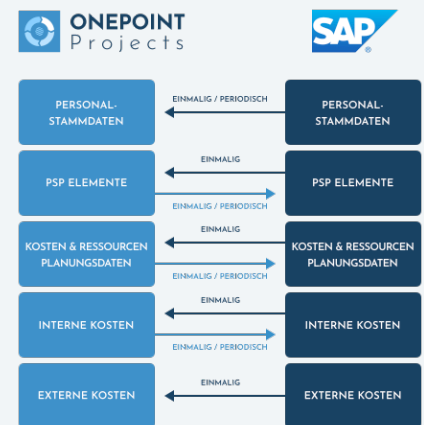 ONEPOINT
Projects
SAP
®
PERSONAL-
STAMMDATEN
EINMALIG / PERIODISCH
PERSONAL-
STAMMDATEN
EINMALIG
PSP ELEMENTE
PSP ELEMENTE
EINMALIG / PERIODISCH
EINMALIG
KOSTEN & RESSOURCEN
PLANUNGSDATEN
KOSTEN & RESSOURCEN
PLANUNGSDATEN
EINMALIG / PERIODISCH
EINMALIG
INTERNE KOSTEN
INTERNE KOSTEN
EINMALIG / PERIODISCH
EINMALIG
EXTERNE KOSTEN
EXTERNE KOSTEN